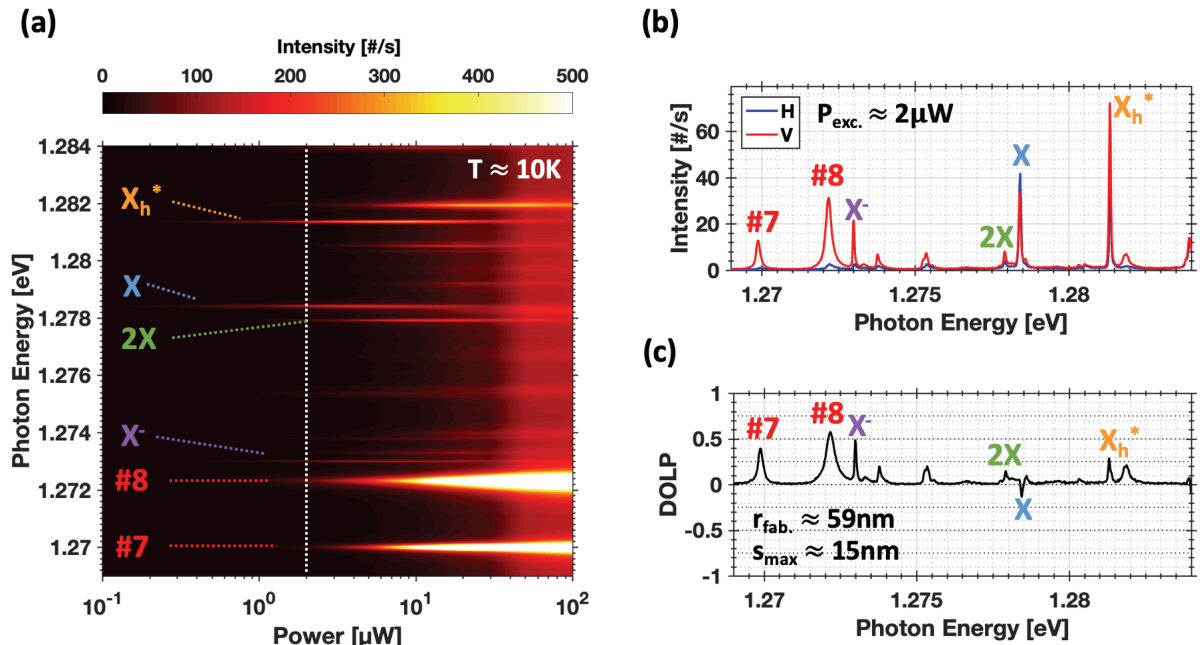 (a)
Intensity [#/s]
0 100 200 300 400 500
Photon Energy [eV]
1.284
1.282
1.28
1.278
1.276
1.274
1.272
1.27
T ≈ 10K
Xh*
X
2X
X-
#8
#7
10-1 100 101 102
Power [µW]
(b)
Intensity [#/s]
60
40
20
0
H
V
Pexc. ≈ 2µW
#7
#8
X-
2X
X
Xh*
1.27 1.275 1.28
Photon Energy [eV]
(c)
DOLP
1
0.5
0
-0.5
-1
#7
#8
X-
2X
X
Xh*
rfab. ≈ 59nm
smax ≈ 15nm
1.27 1.275 1.28
Photon Energy [eV]